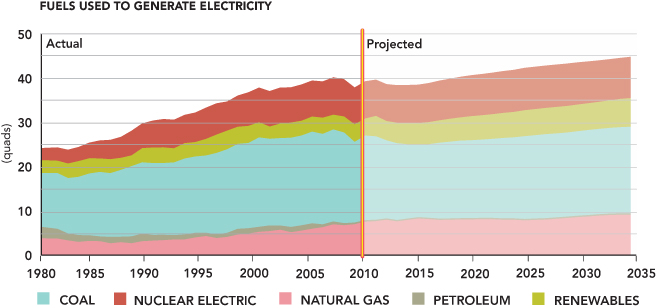 FUELS USED TO GENERATE ELECTRICITY
50
Actual
Projected
40
30
(quads)
20
10
0
1980 1985 1990 1995 2000 2005 2010 2015 2020 2025 2030 2035
COAL NUCLEAR ELECTRIC NATURAL GAS PETROLEUM RENEWABLES